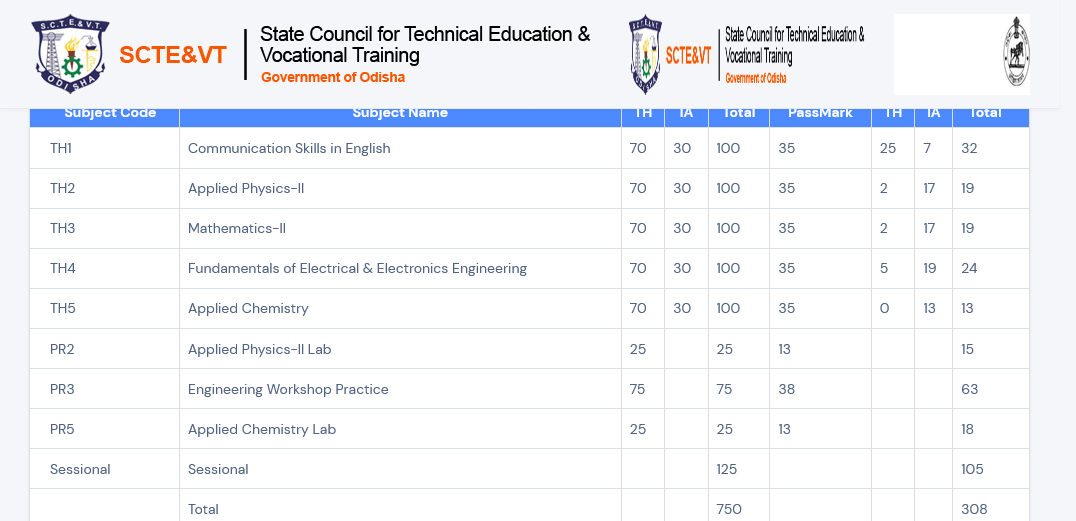 S.C.T.E.& V.T.
ODISHA
SCTE&VT
State Council for Technical Education &
Vocational Training
Government of Odisha
ODISHA
SCTE&VT
State Council for Technical Education &
Vocational Training
Government of Odisha
Subject Code Subject Name TH IA Total PassMark TH IA Total
TH1 Communication Skills in English 70 30 100 35 25 7 32
TH2 Applied Physics-II 70 30 100 35 2 17 19
TH3 Mathematics-II 70 30 100 35 2 17 19
TH4 Fundamentals of Electrical & Electronics Engineering 70 30 100 35 5 19 24
TH5 Applied Chemistry 70 30 100 35 0 13 13
PR2 Applied Physics-II Lab 25 25 13 15
PR3 Engineering Workshop Practice 75 75 38 63
PR5 Applied Chemistry Lab 25 25 13 18
Sessional Sessional 125 105
Total 750 308